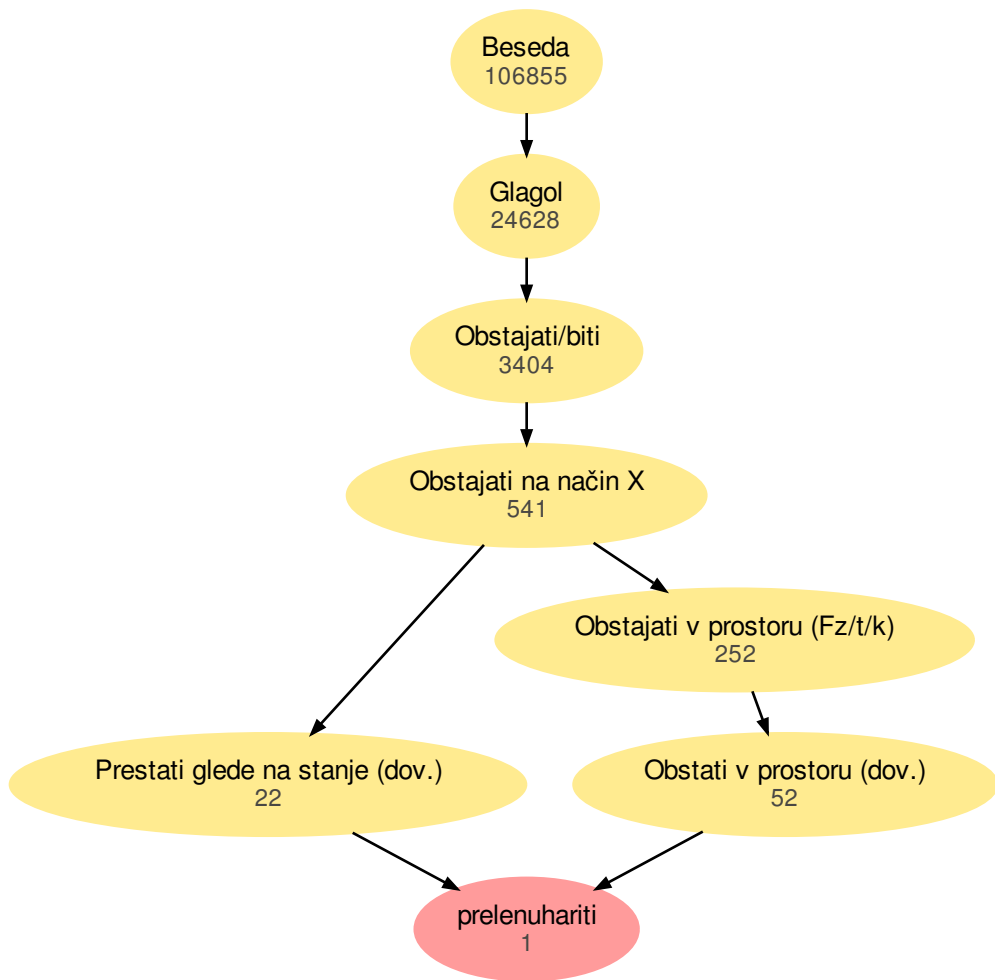 Beseda
106855
Glagol
24628
Obstajati/biti
3404
Obstajati na način X
541
Obstajati v prostoru (Fz/t/k)
252
Prestati glede na stanje (dov.)
22
Obstati v prostoru (dov.)
52
prelenuhariti
1